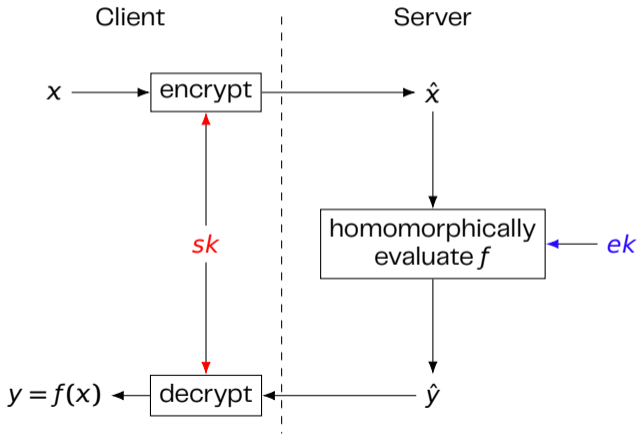 Client
Server
x
encrypt
x̂
homomorphically
evaluate f
sk
ek
y = f(x)
decrypt
ŷ